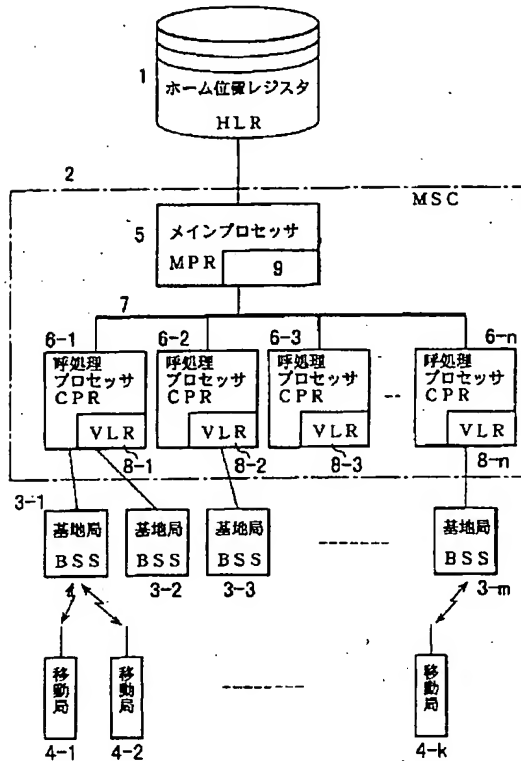 1
ホーム位置レジスタ
HLR
2
MSC
5
メインプロセッサ
MPR
9
7
6-1
6-2
6-3
6-n
呼処理
プロセッサ
CPR
VLR
呼処理
プロセッサ
CPR
VLR
呼処理
プロセッサ
CPR
VLR
呼処理
プロセッサ
CPR
VLR
8-1
8-2
8-3
8-n
3-1
基地局
BSS
基地局
BSS
基地局
BSS
基地局
BSS
3-2
3-3
3-m
移動局
移動局
移動局
4-1
4-2
4-k